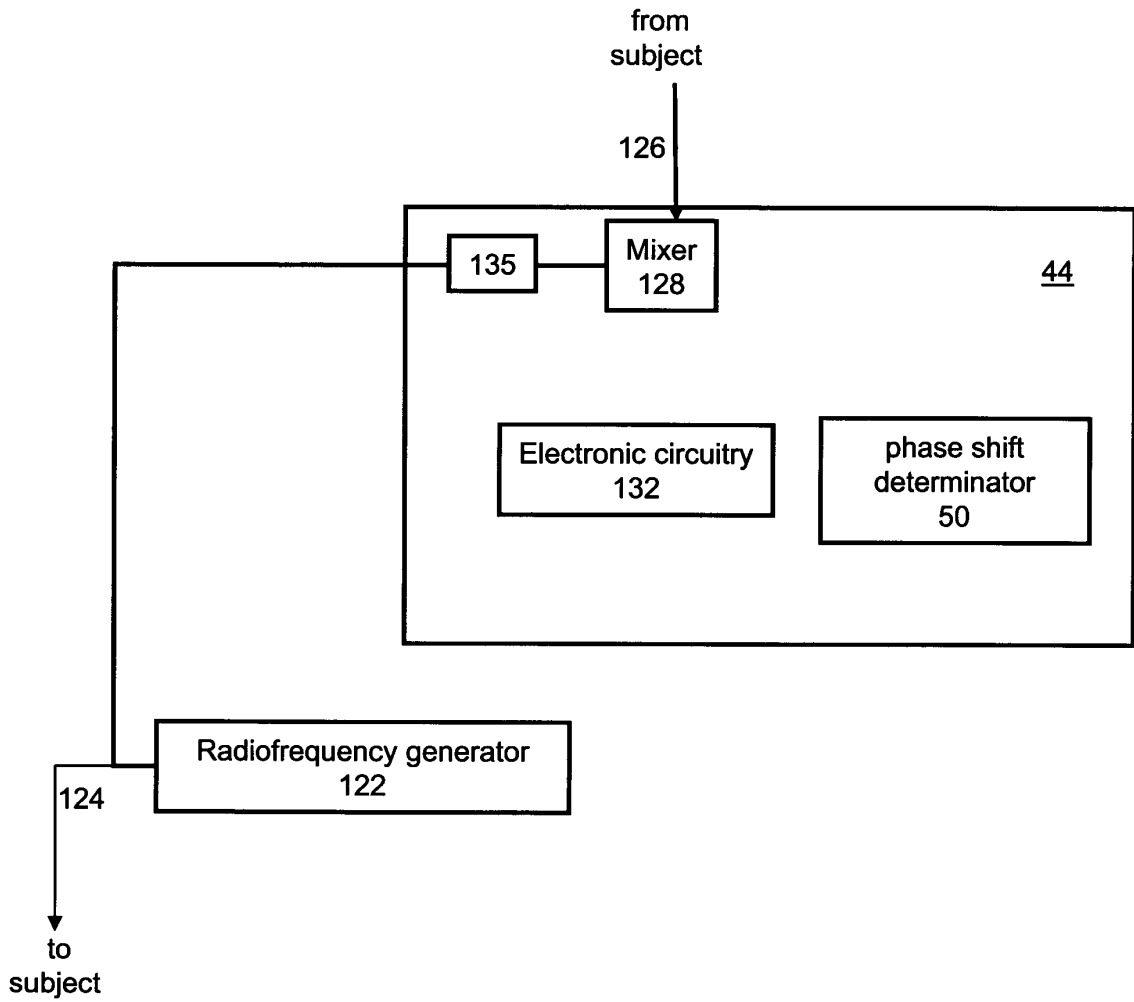 from
subject
126
135
Mixer
128
44
Electronic circuitry
132
phase shift
determinator
50
Radiofrequency generator
122
124
to
subject